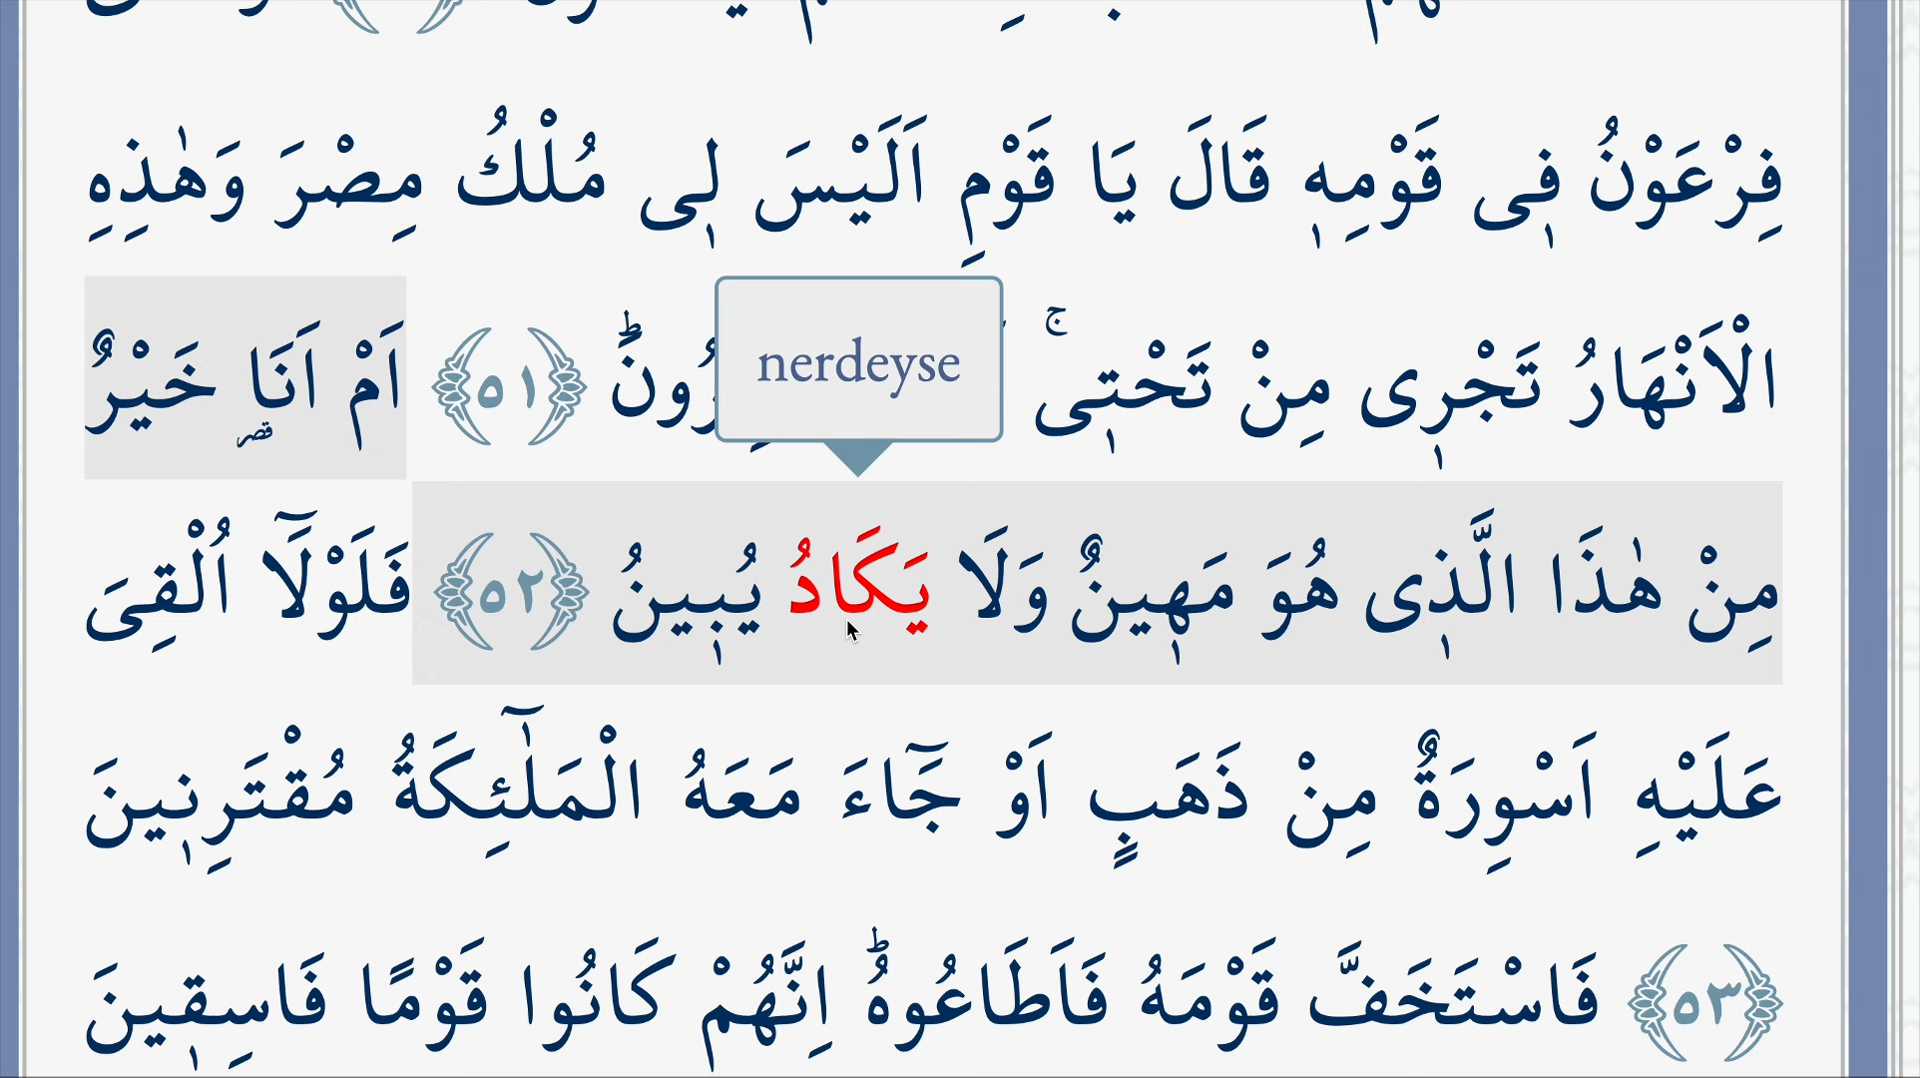 فِرْعَوْنُ فٖى قَوْمِهٖ قَالَ يَا قَوْمِ اَلَيْسَ لٖى مُلْكُ مِصْرَ وَهٰذِهِ
الْاَنْهَارُ تَجْرٖى مِنْ تَحْتٖىۚ ﴿٥١﴾ اَمْ اَنَا۬ خَيْرٌ
nerdeyse
مِنْ هٰذَا الَّذٖى هُوَ مَهٖينٌ وَلَا يَكَادُ يُبٖينُ ﴿٥٢﴾ فَلَوْلَٓا اُلْقِىَ
عَلَيْهِ اَسْوِرَةٌ مِنْ ذَهَبٍ اَوْ جَٓاءَ مَعَهُ الْمَلٰٓئِكَةُ مُقْتَرِنٖينَ
﴿٥٣﴾ فَاسْتَخَفَّ قَوْمَهُ فَاَطَاعُوهُؕ اِنَّهُمْ كَانُوا قَوْمًا فَاسِقٖينَ